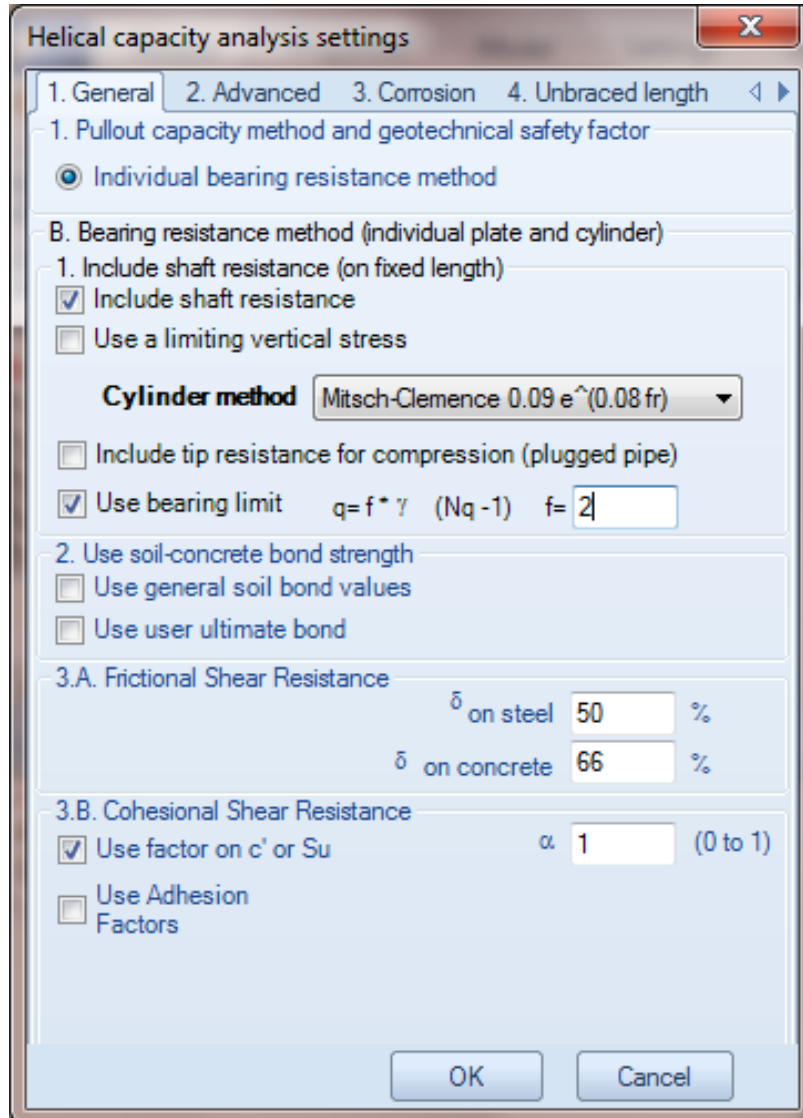 Helical capacity analysis settings
1. General 2. Advanced 3. Corrosion 4. Unbraced length
1. Pullout capacity method and geotechnical safety factor
Individual bearing resistance method
B. Bearing resistance method (individual plate and cylinder)
1. Include shaft resistance (on fixed length)
Include shaft resistance
Use a limiting vertical stress
Cylinder method Mitsch-Clemence 0.09 e^(0.08 fr)
Include tip resistance for compression (plugged pipe)
Use bearing limit q= f * γ (Nq -1) f= 2
2. Use soil-concrete bond strength
Use general soil bond values
Use user ultimate bond
3.A. Frictional Shear Resistance
δ on steel 50 %
δ on concrete 66 %
3.B. Cohesional Shear Resistance
Use factor on c' or Su α 1 (0 to 1)
Use Adhesion
Factors
OK Cancel